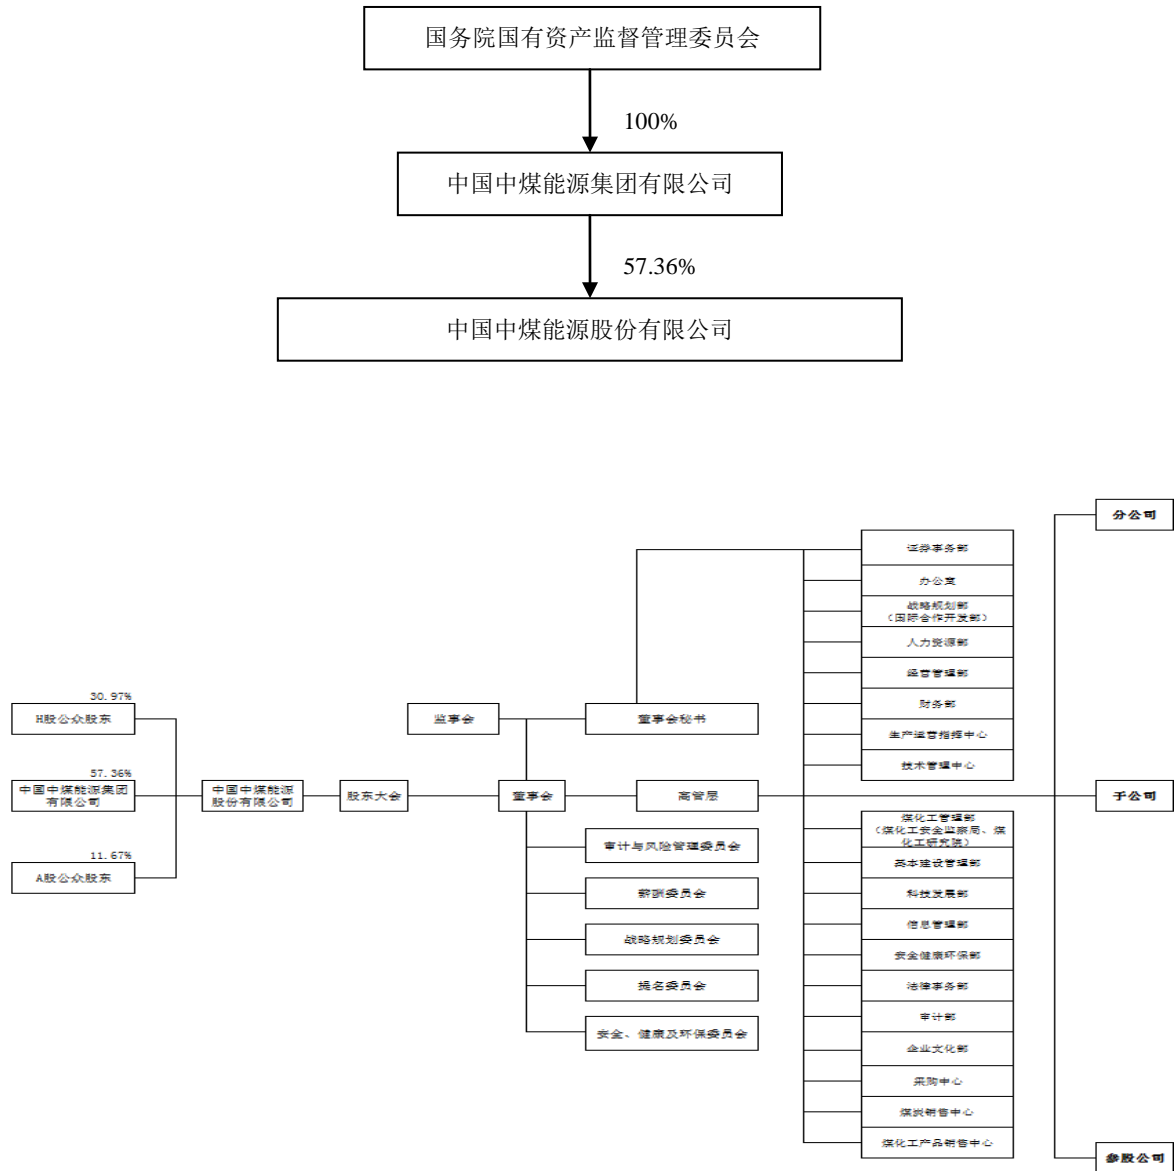 国务院国有资产监督管理委员会
100%
中国中煤能源集团有限公司
57.36%
中国中煤能源股份有限公司
30.97%
H股公众股东
57.36%
中国中煤能源集团
有限公司
11.67%
A股公众股东
中国中煤能源
股份有限公司
股东大会
监事会
董事会
董事会秘书
高管层
审计与风险管理委员会
薪酬委员会
战略规划委员会
提名委员会
安全、健康及环保委员会
证券事务部
办公室
战略规划部
(国际合作开发部)
人力资源部
经营管理部
财务部
生产运营指挥中心
技术管理中心
煤化工管理部
(煤化工安全监察局、煤
化工研究院)
基本建设管理部
科技发展部
信息管理部
安全健康环保部
法律事务部
审计部
企业文化部
采购中心
煤炭销售中心
煤化工产品销售中心
分公司
子公司
参股公司